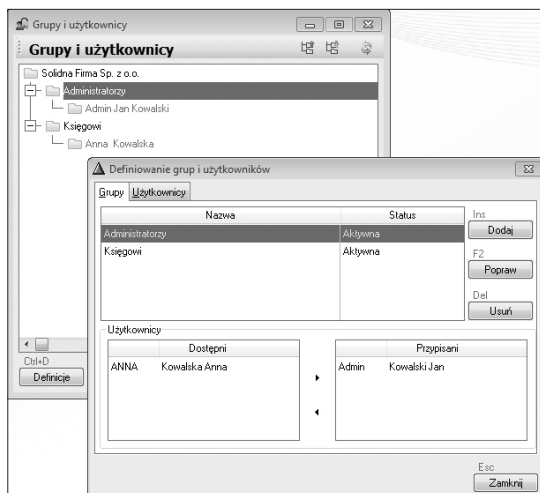 Grupy i użytkownicy
Grupy i użytkownicy
Solidna Firma Sp. z o.o.
Administratorzy
Admin Jan Kowalski
Księgowi
Anna Kowalska
Ctrl+D
Definicje
Definiowanie grup i użytkowników
Grupy Użytkownicy
Nazwa Status Ins
Administratorzy Aktywna Dodaj
Księgowi Aktywna F2
Popraw
Del
Usuń
Użytkownicy
Dostępni Przypisani
ANNA Kowalska Anna Admin Kowalski Jan
Esc
Zamknij